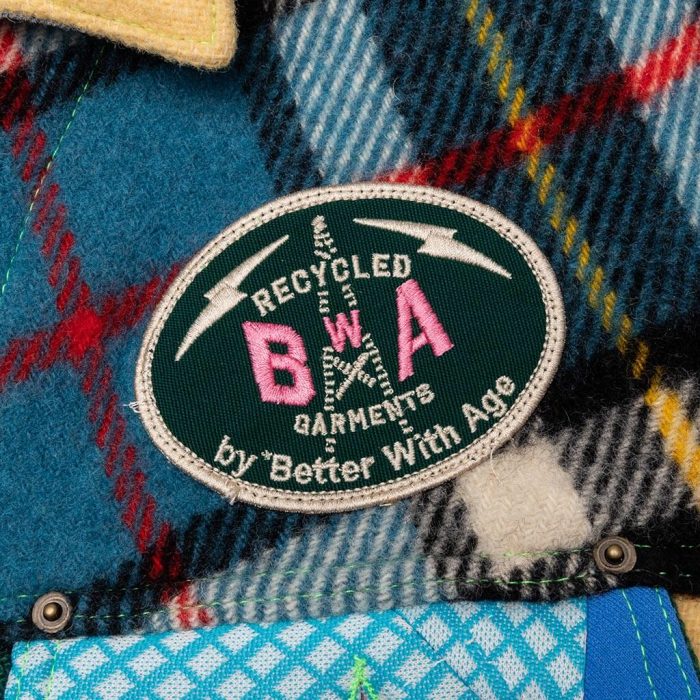 RECYCLED
BWA
GARMENTS
by *Better With Age